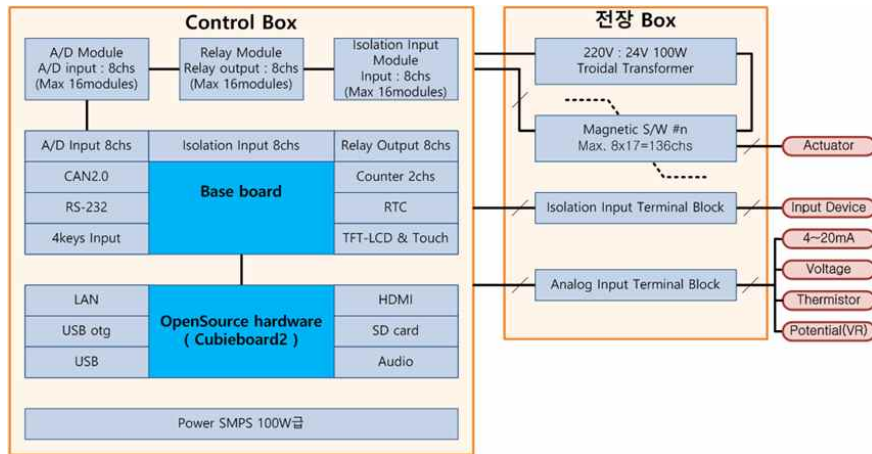 Control Box
A/D Module
A/D input : 8chs
(Max 16modules)
Relay Module
Relay output : 8chs
(Max 16modules)
Isolation Input
Module
Input : 8chs
(Max 16modules)
A/D Input 8chs
Isolation Input 8chs
Relay Output 8chs
CAN2.0
Base board
Counter 2chs
RS-232
RTC
4keys Input
TFT-LCD & Touch
LAN
OpenSource hardware
( Cubieboard2 )
HDMI
USB otg
SD card
USB
Audio
Power SMPS 100W급
전장 Box
220V : 24V 100W
Troidal Transformer
Magnetic S/W #n
Max. 8x17=136chs
Isolation Input Terminal Block
Analog Input Terminal Block
Actuator
Input Device
4~20mA
Voltage
Thermistor
Potential(VR)